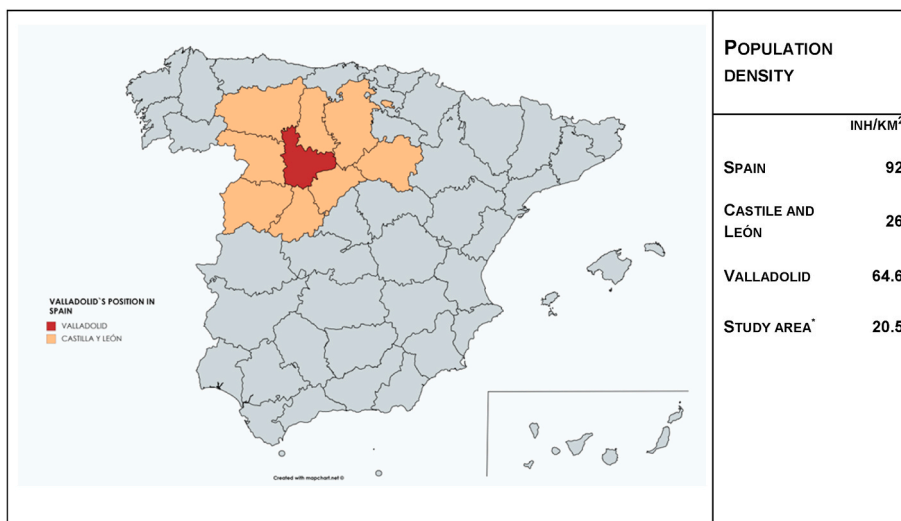 VALLADOLID`S POSITION IN
SPAIN
VALLADOLID
CASTILLA Y LEÓN
Created with mapchart.net ©
POPULATION
DENSITY
INH/KM²
SPAIN 92
CASTILE AND
LEÓN 26
VALLADOLID 64.6
STUDY AREA* 20.5